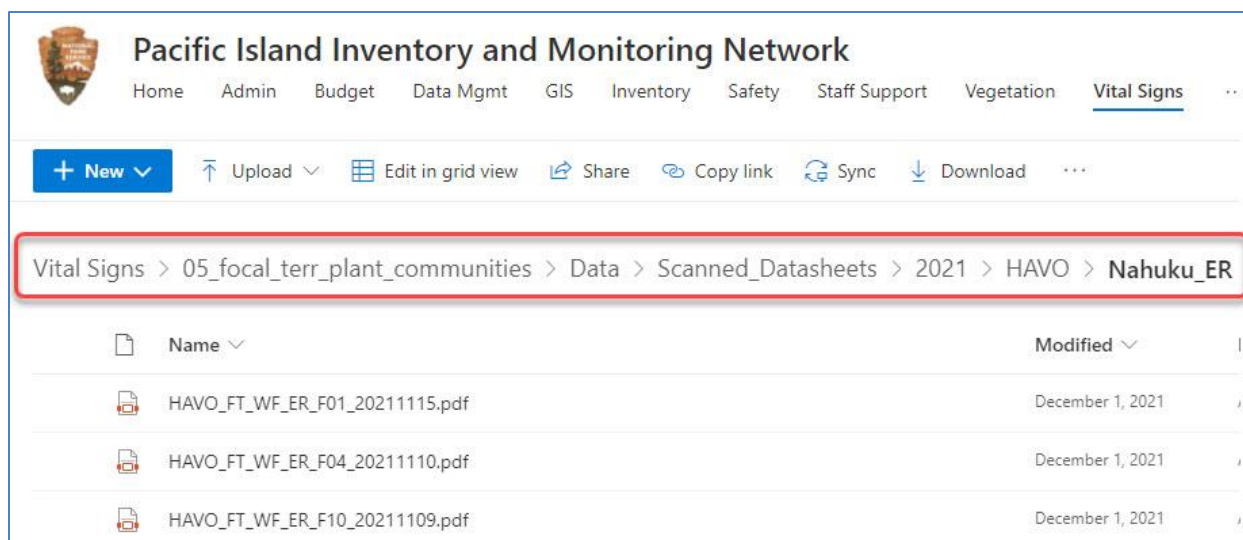 Pacific Island Inventory and Monitoring Network
Home Admin Budget Data Mgmt GIS Inventory Safety Staff Support Vegetation Vital Signs ··
+ New Upload Edit in grid view Share Copy link Sync Download ···
Vital Signs > 05_focal_terr_plant_communities > Data > Scanned_Datasheets > 2021 > HAVO > Nahuku_ER
Name Modified
HAVO_FT_WF_ER_F01_20211115.pdf December 1, 2021
HAVO_FT_WF_ER_F04_20211110.pdf December 1, 2021
HAVO_FT_WF_ER_F10_20211109.pdf December 1, 2021